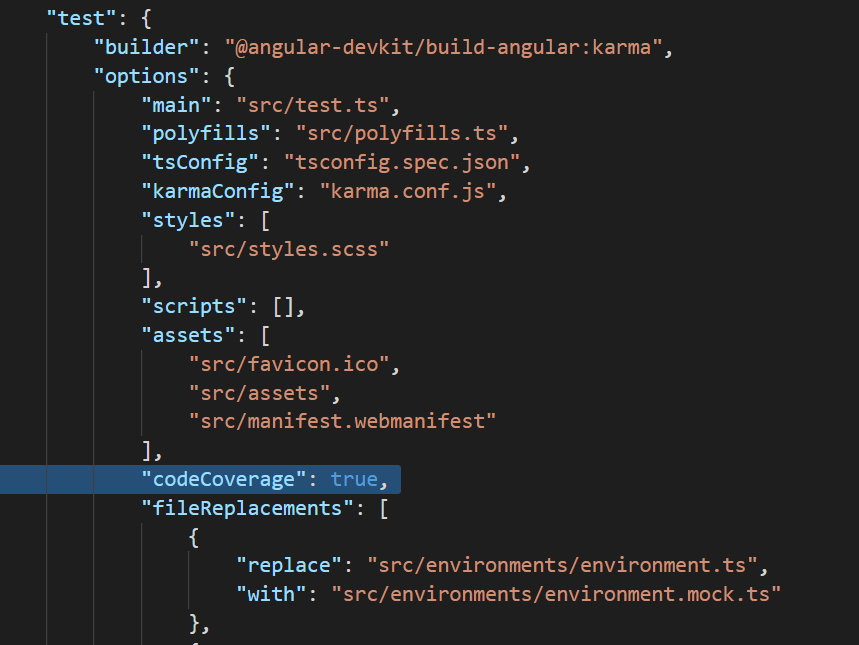 "test": {
"builder": "@angular-devkit/build-angular:karma",
"options": {
"main": "src/test.ts",
"polyfills": "src/polyfills.ts",
"tsConfig": "tsconfig.spec.json",
"karmaConfig": "karma.conf.js",
"styles": [
"src/styles.scss"
],
"scripts": [],
"assets": [
"src/favicon.ico",
"src/assets",
"src/manifest.webmanifest"
],
"codeCoverage": true,
"fileReplacements": [
{
"replace": "src/environments/environment.ts",
"with": "src/environments/environment.mock.ts"
},